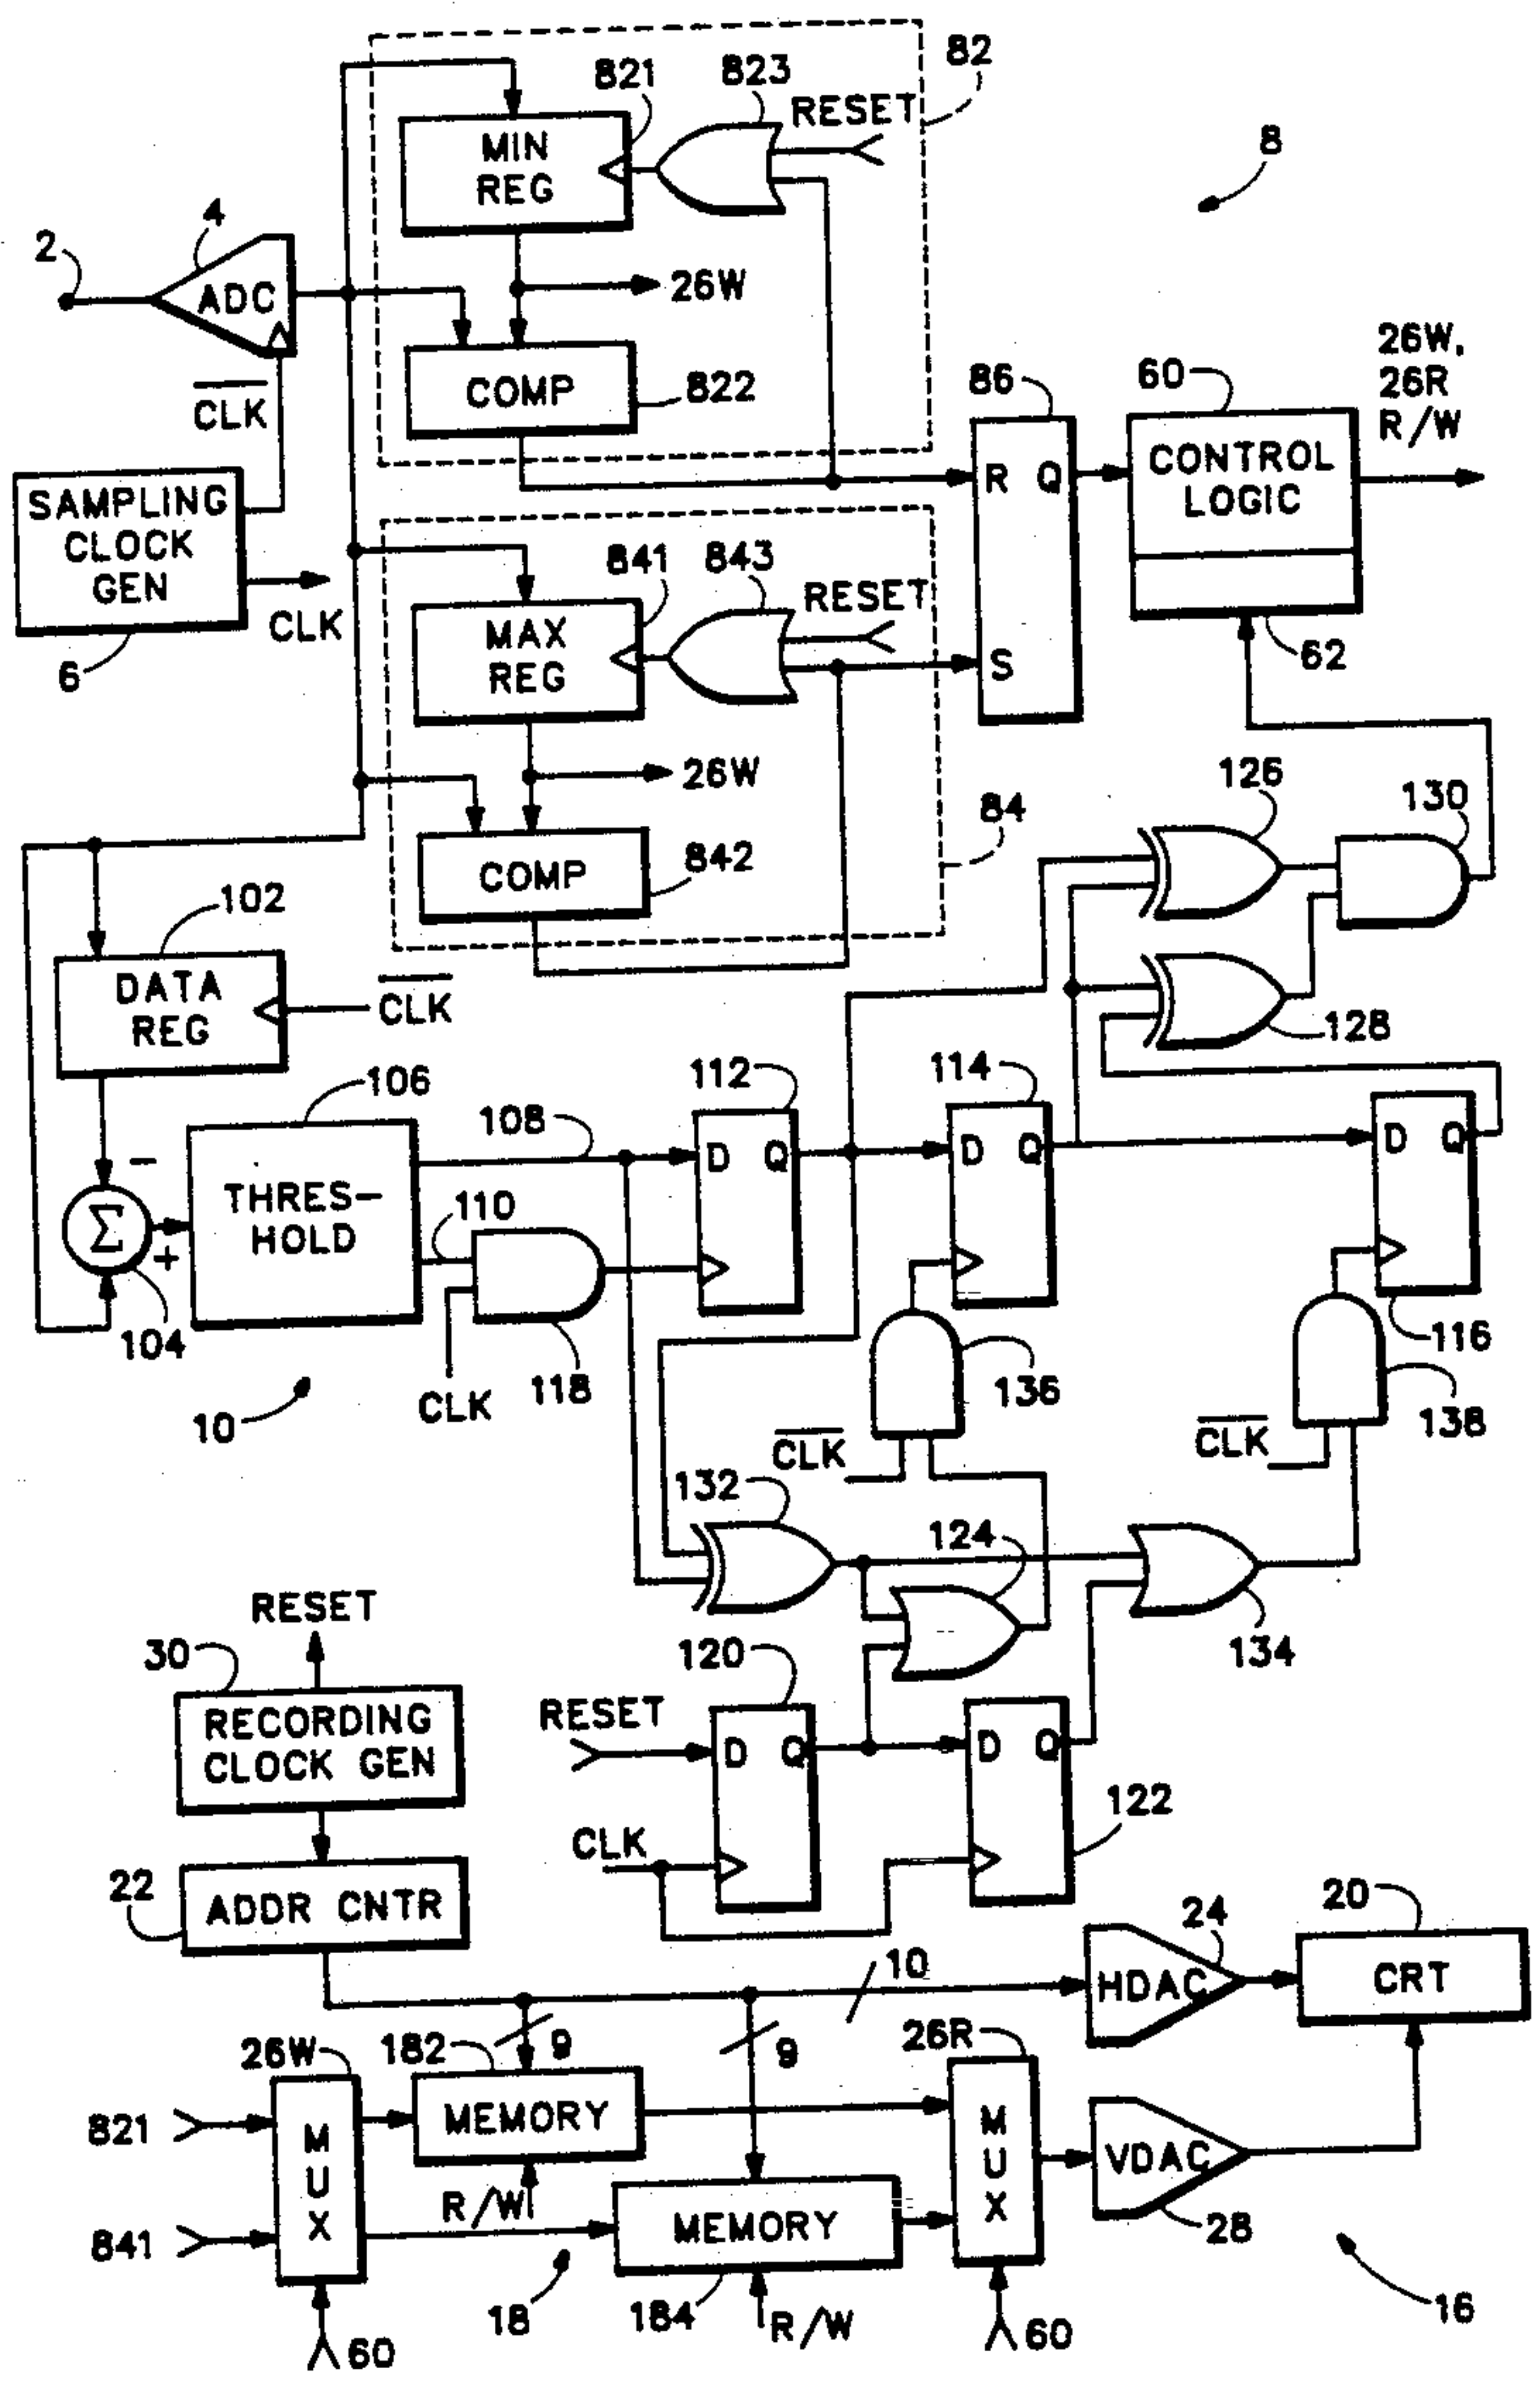 82
821
823
RESET
MIN
REG
8
4
2
ADC
26W
CLK
COMP
822
86
60
26W,
26R
R/W
SAMPLING
CLOCK
GEN
CLK
6
R Q
S
CONTROL
LOGIC
62
841
843
RESET
MAX
REG
26W
84
COMP
842
126
130
102
DATA
REG
CLK
128
106
108
112
114
D Q
D Q
D Q
THRES-
HOLD
110
−
Σ
+
104
118
CLK
10
136
CLK
116
138
CLK
132
124
134
RESET
30
RECORDING
CLOCK GEN
120
RESET
D Q
D Q
122
CLK
22
ADDR CNTR
10
24
HDAC
20
CRT
9
9
26W
182
26R
821
MUX
MEMORY
MUX
VDAC
R/W
841
MEMORY
28
18
184
R/W
16
60
60